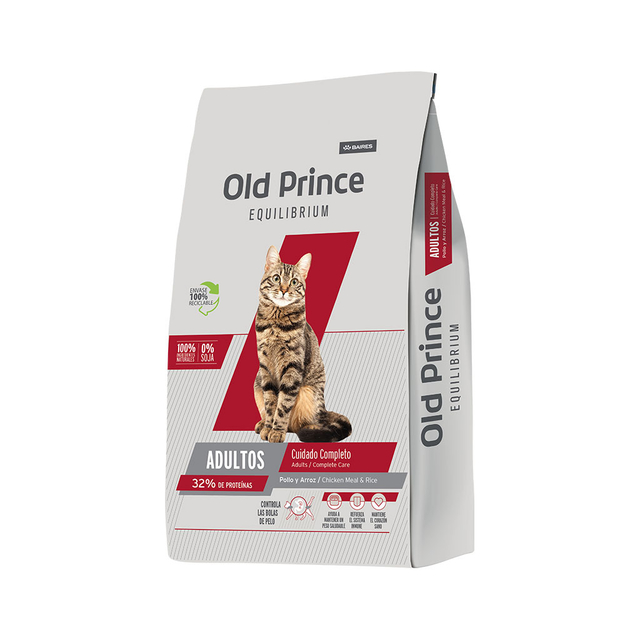 BAIRES
Old Prince
EQUILIBRIUM
ENVASE
100%
RECICLABLE
100%
INGREDIENTES
NATURALES
0%
SOJA
ADULTOS
Cuidado Completo
Adults / Complete Care
32% DE PROTEÍNAS
Pollo y Arroz / Chicken Meal & Rice
CONTROLA
LAS BOLAS
DE PELO
AYUDA A
MANTENER UN
PESO SALUDABLE
REFUERZA
EL SISTEMA
INMUNE
MANTIENE
EL CORAZÓN
SANO
ADULTOS
Cuidado Completo
Pollo y Arroz / Chicken Meal & Rice
Old Prince
EQUILIBRIUM